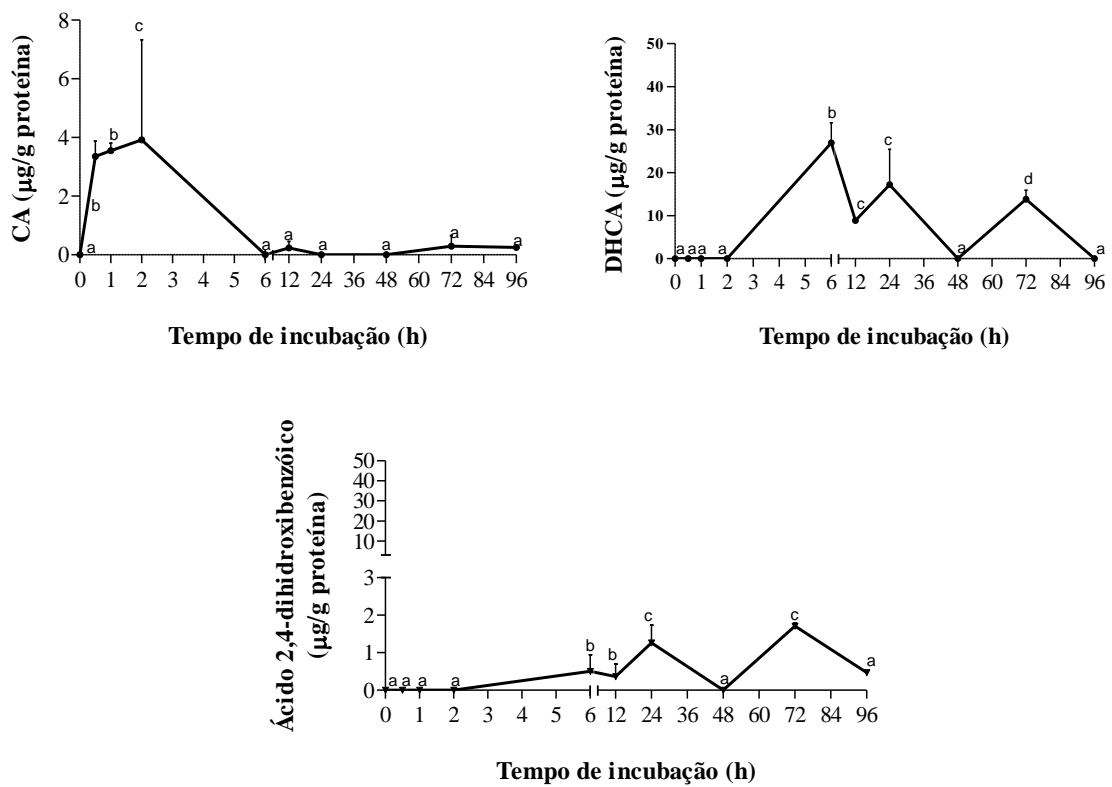 CA (µg/g proteína)
8
6
4
2
0
a
b
b
c
a
a
a
a
a
a
0 1 2 3 4 5 6 12 24 36 48 60 72 84 96
Tempo de incubação (h)
DHCA (µg/g proteína)
50
40
30
20
10
0
a a a a
b
c
c
a
d
a
0 1 2 3 4 5 6 12 24 36 48 60 72 84 96
Tempo de incubação (h)
Ácido 2,4-dihidroxibenzóico
(µg/g proteína)
50
40
30
20
10
3
2
1
0
a a a a
b
b
c
a
c
a
0 1 2 3 4 5 6 12 24 36 48 60 72 84 96
Tempo de incubação (h)